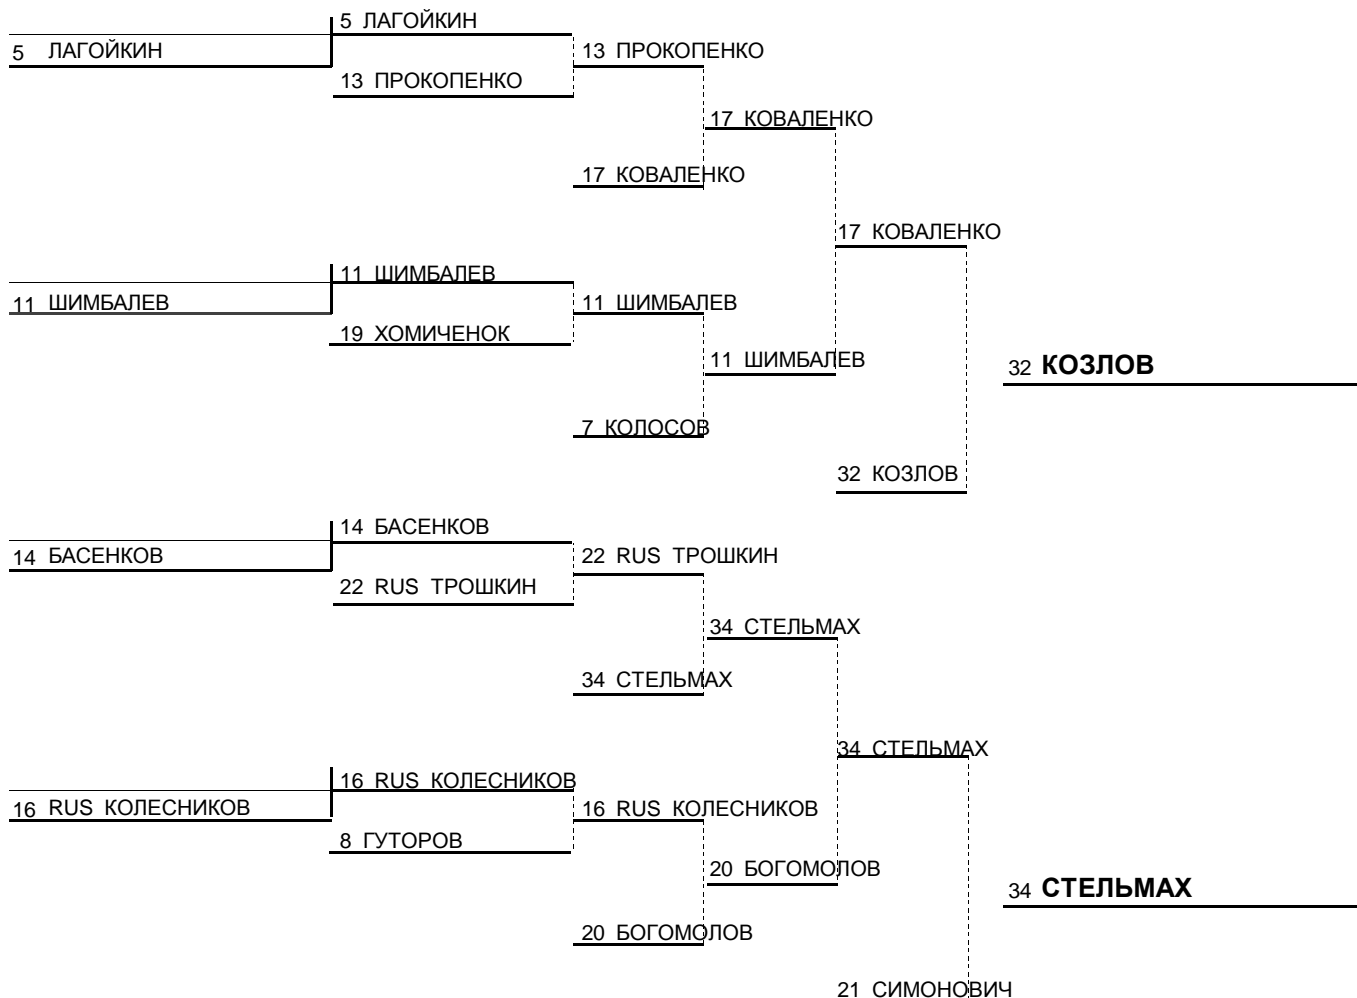 5 ЛАГОЙКИН
5 ЛАГОЙКИН
13 ПРОКОПЕНКО
13 ПРОКОПЕНКО
17 КОВАЛЕНКО
17 КОВАЛЕНКО
17 КОВАЛЕНКО
11 ШИМБАЛЕВ
11 ШИМБАЛЕВ
11 ШИМБАЛЕВ
19 ХОМИЧЕНОК
11 ШИМБАЛЕВ
32 КОЗЛОВ
7 КОЛОСОВ
32 КОЗЛОВ
14 БАСЕНКОВ
14 БАСЕНКОВ
22 RUS ТРОШКИН
22 RUS ТРОШКИН
34 СТЕЛЬМАХ
34 СТЕЛЬМАХ
34 СТЕЛЬМАХ
16 RUS КОЛЕСНИКОВ
16 RUS КОЛЕСНИКОВ
16 RUS КОЛЕСНИКОВ
8 ГУТОРОВ
20 БОГОМОЛОВ
34 СТЕЛЬМАХ
20 БОГОМОЛОВ
21 СИМОНОВИЧ